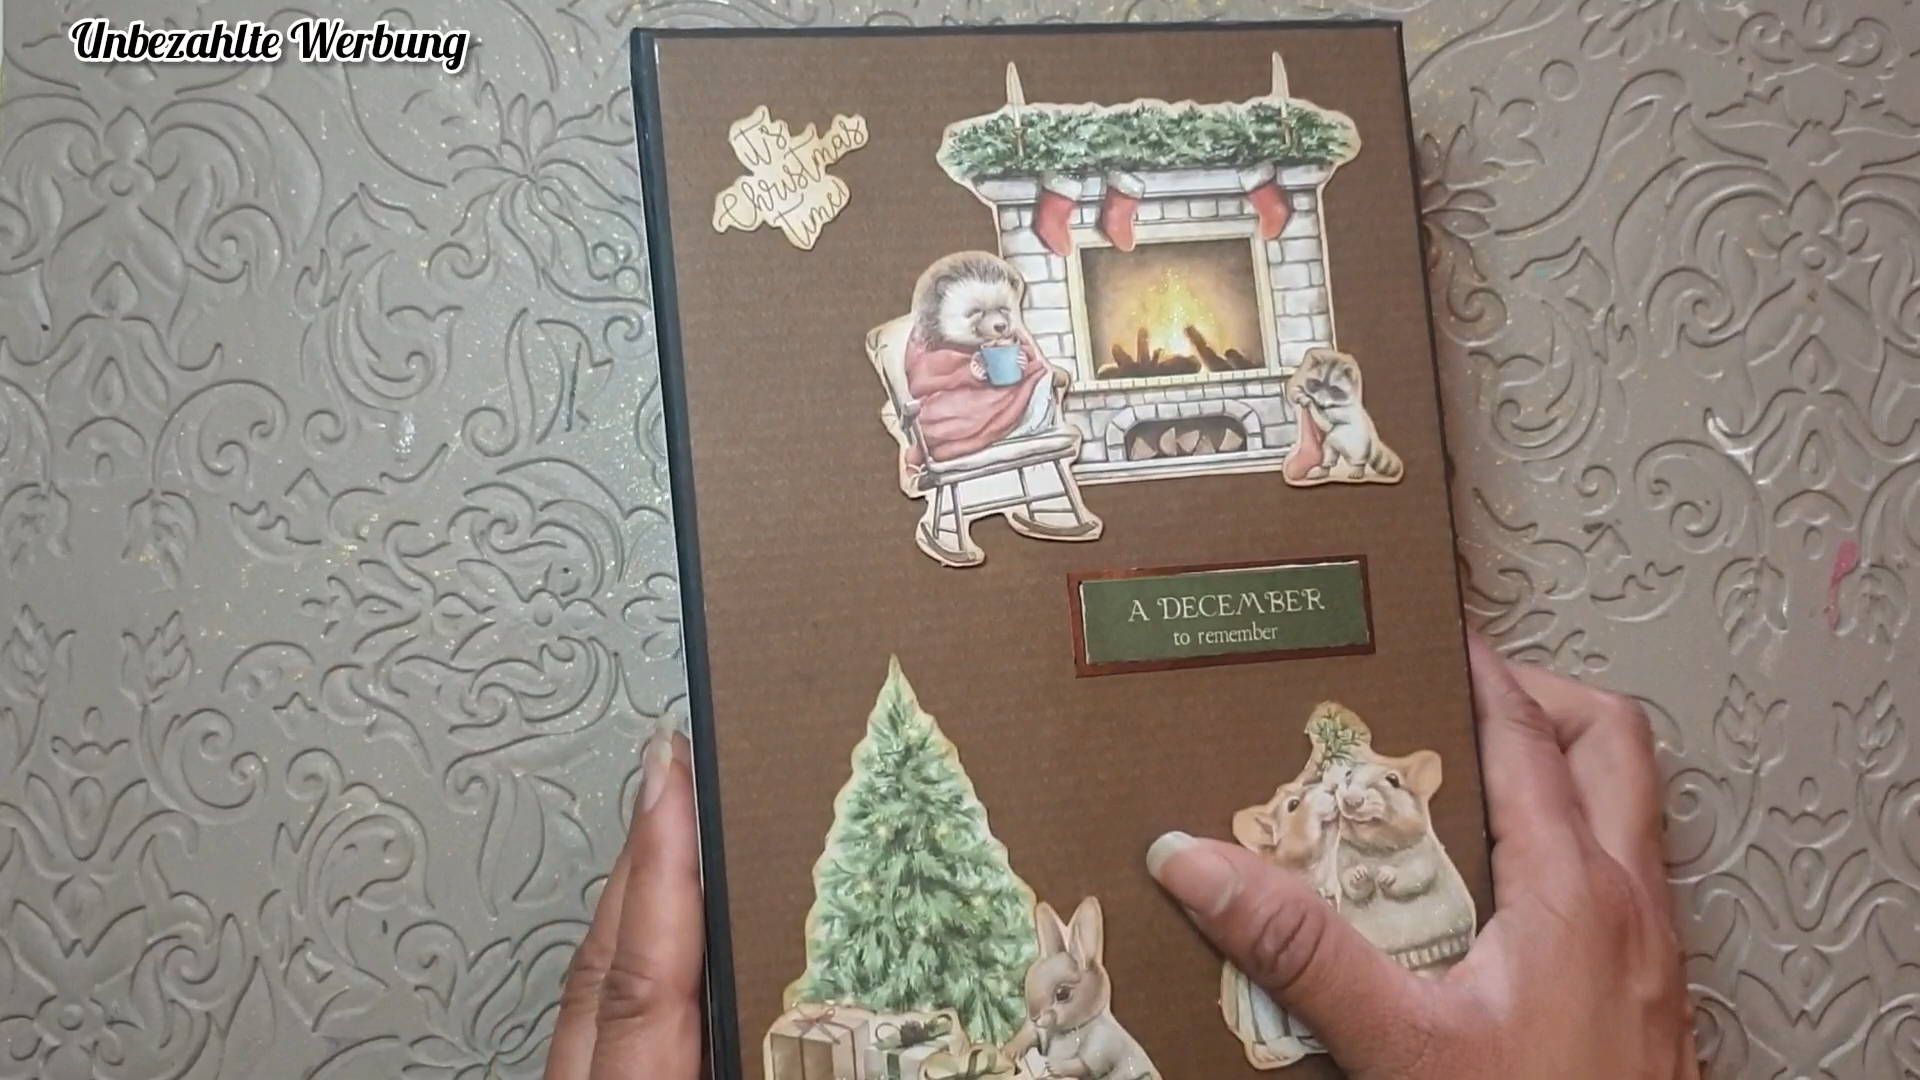 Unbezahlte Werbung
it's
Christmas
time
A DECEMBER
to remember